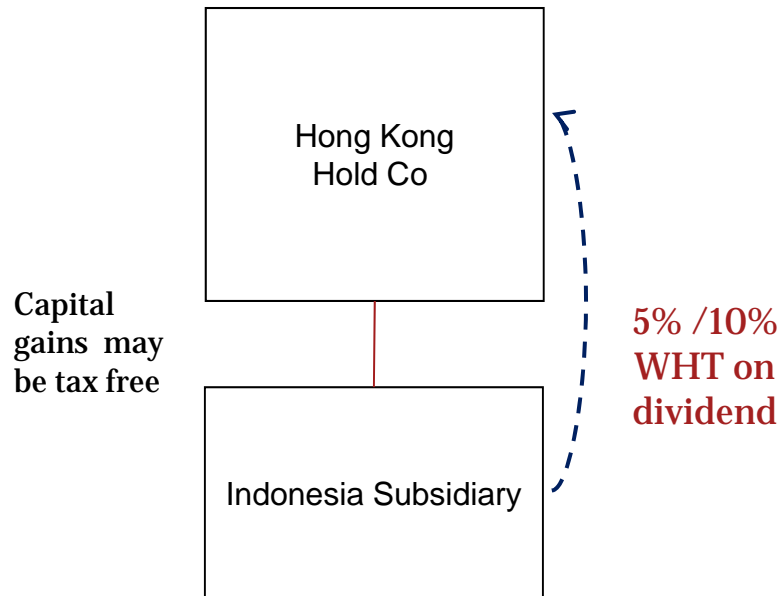 Hong Kong
Hold Co
Capital
gains may
be tax free
5% /10%
WHT on
dividend
Indonesia Subsidiary